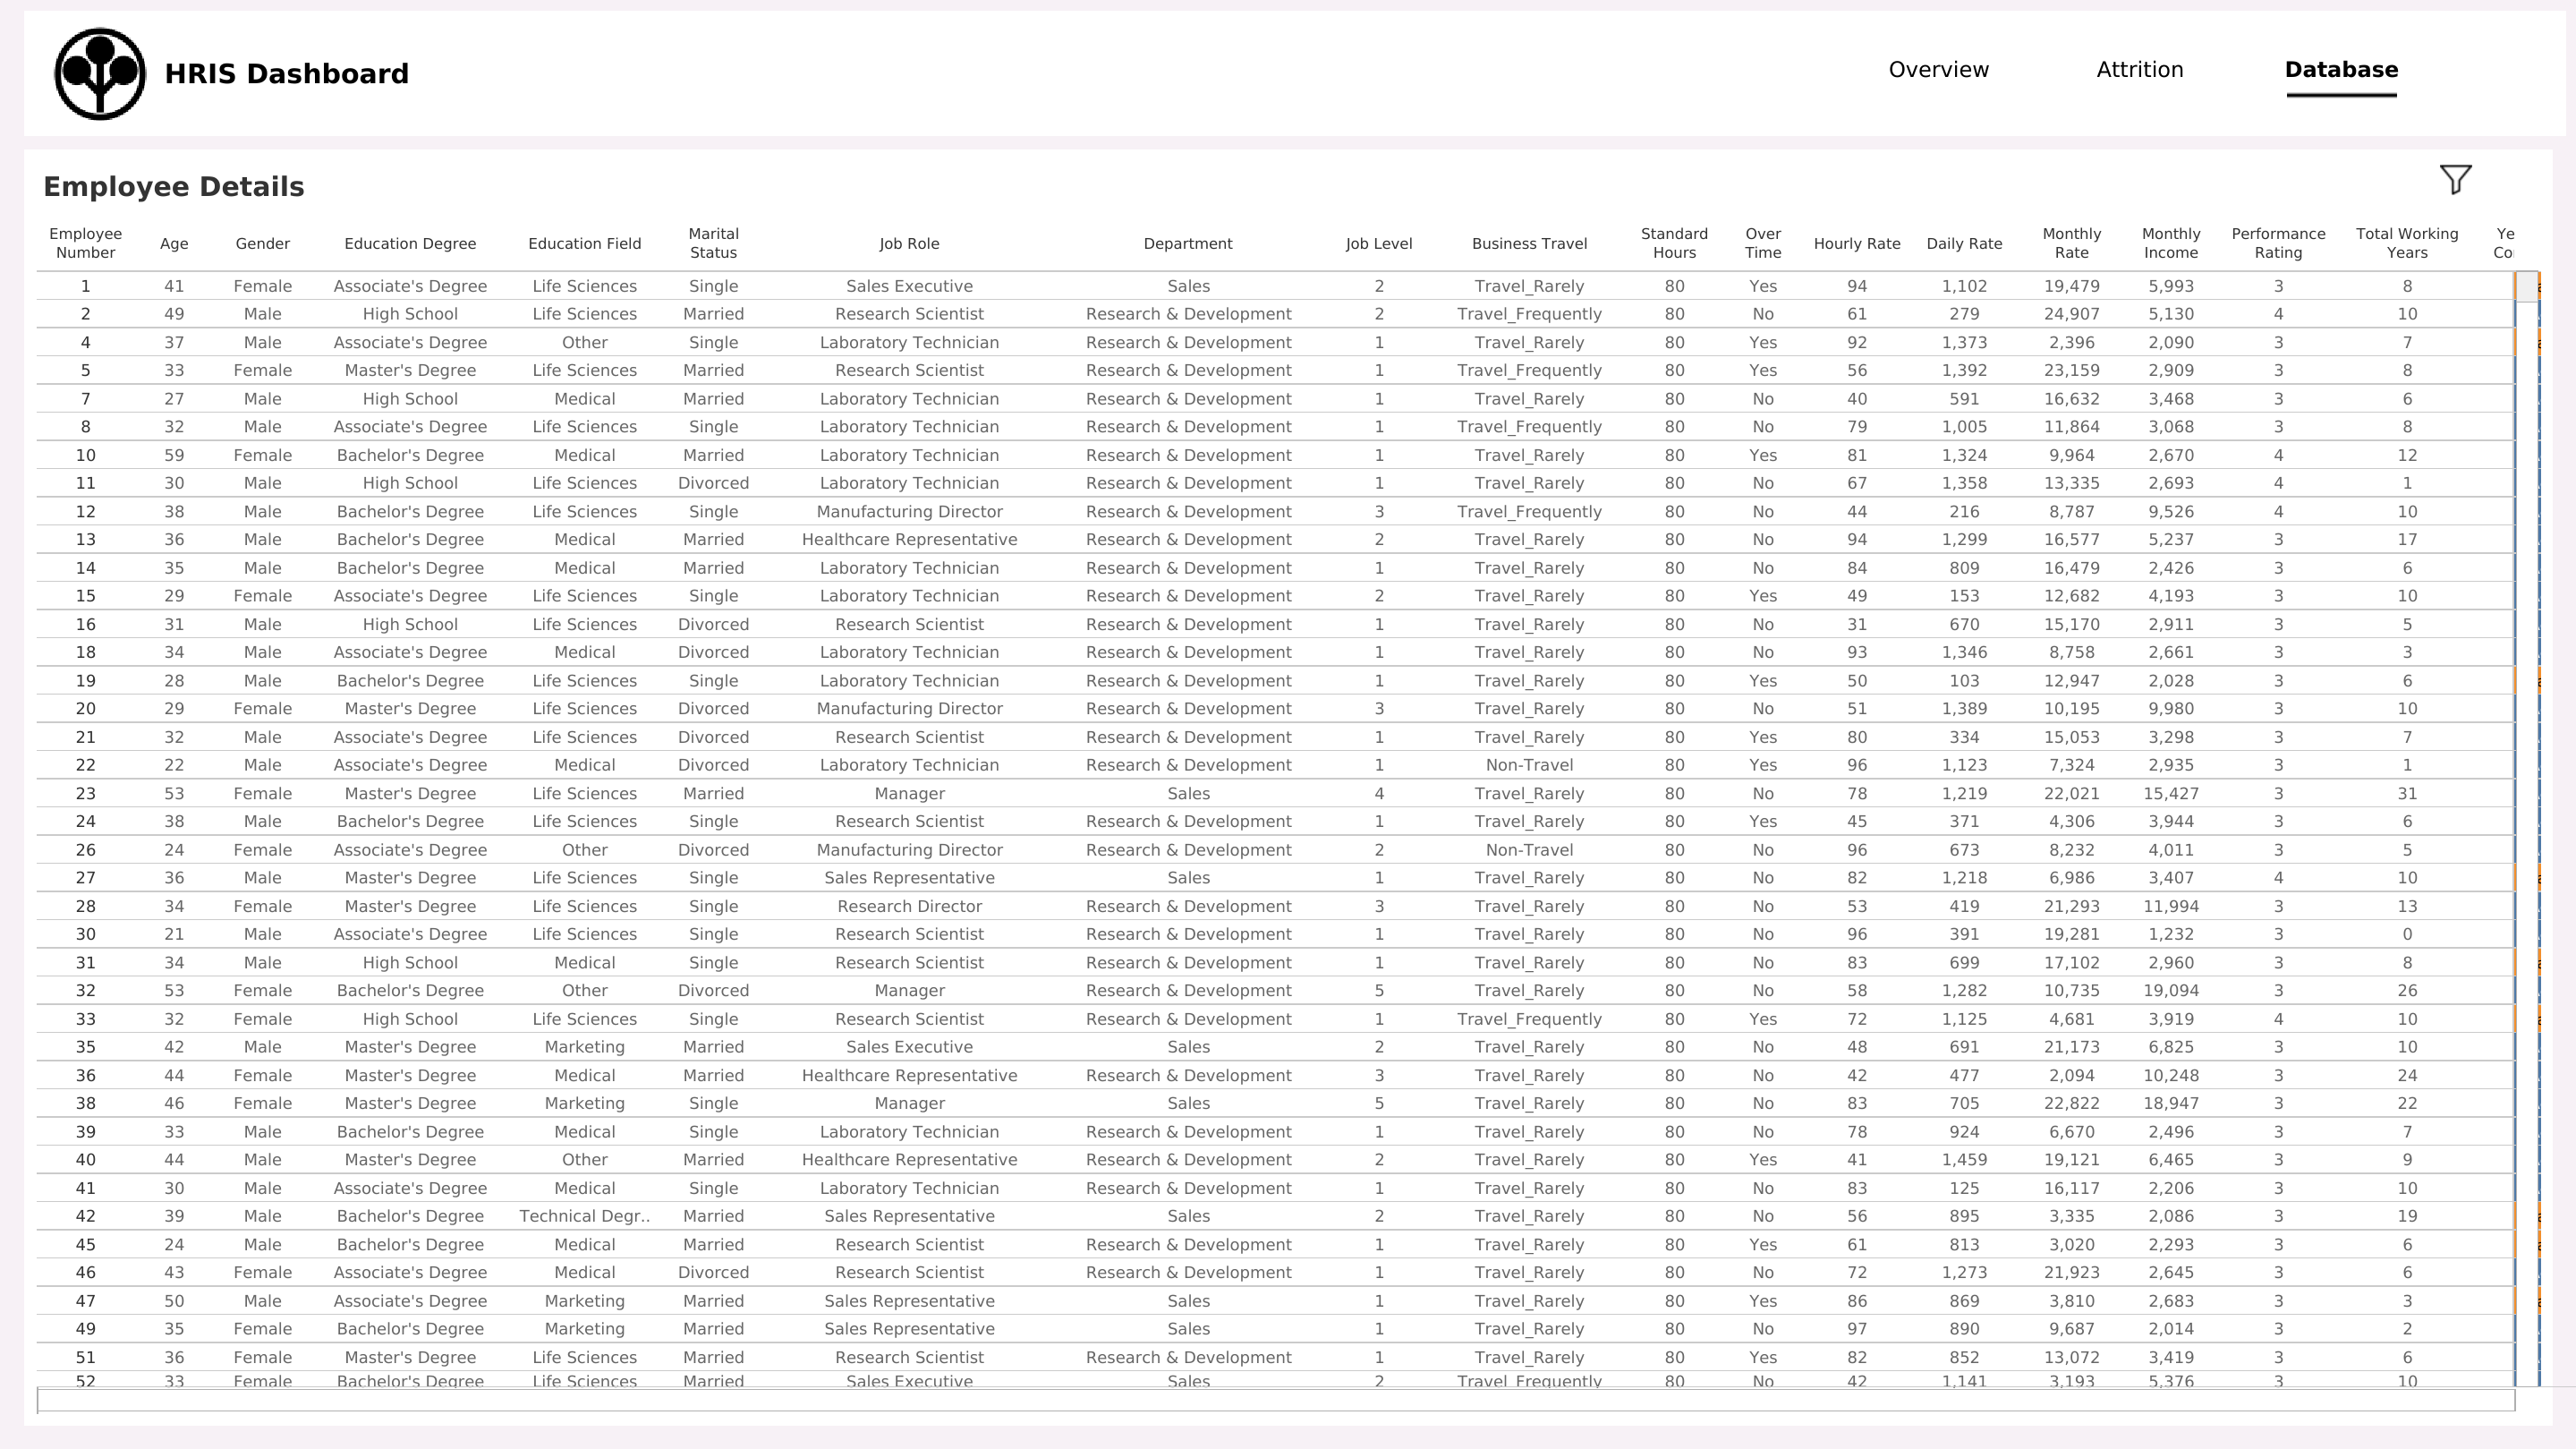 HRIS Dashboard
Overview Attrition Database
Employee Details
Employee Number Age Gender Education Degree Education Field Marital Status Job Role Department Job Level Business Travel Standard Hours Over Time Hourly Rate Daily Rate Monthly Rate Monthly Income Performance Rating Total Working Years
1 41 Female Associate's Degree Life Sciences Single Sales Executive Sales 2 Travel_Rarely 80 Yes 94 1,102 19,479 5,993 3 8
2 49 Male High School Life Sciences Married Research Scientist Research & Development 2 Travel_Frequently 80 No 61 279 24,907 5,130 4 10
4 37 Male Associate's Degree Other Single Laboratory Technician Research & Development 1 Travel_Rarely 80 Yes 92 1,373 2,396 2,090 3 7
5 33 Female Master's Degree Life Sciences Married Research Scientist Research & Development 1 Travel_Frequently 80 Yes 56 1,392 23,159 2,909 3 8
7 27 Male High School Medical Married Laboratory Technician Research & Development 1 Travel_Rarely 80 No 40 591 16,632 3,468 3 6
8 32 Male Associate's Degree Life Sciences Single Laboratory Technician Research & Development 1 Travel_Frequently 80 No 79 1,005 11,864 3,068 3 8
10 59 Female Bachelor's Degree Medical Married Laboratory Technician Research & Development 1 Travel_Rarely 80 Yes 81 1,324 9,964 2,670 4 12
11 30 Male High School Life Sciences Divorced Laboratory Technician Research & Development 1 Travel_Rarely 80 No 67 1,358 13,335 2,693 4 1
12 38 Male Bachelor's Degree Life Sciences Single Manufacturing Director Research & Development 3 Travel_Frequently 80 No 44 216 8,787 9,526 4 10
13 36 Male Bachelor's Degree Medical Married Healthcare Representative Research & Development 2 Travel_Rarely 80 No 94 1,299 16,577 5,237 3 17
14 35 Male Bachelor's Degree Medical Married Laboratory Technician Research & Development 1 Travel_Rarely 80 No 84 809 16,479 2,426 3 6
15 29 Female Associate's Degree Life Sciences Single Laboratory Technician Research & Development 2 Travel_Rarely 80 Yes 49 153 12,682 4,193 3 10
16 31 Male High School Life Sciences Divorced Research Scientist Research & Development 1 Travel_Rarely 80 No 31 670 15,170 2,911 3 5
18 34 Male Associate's Degree Medical Divorced Laboratory Technician Research & Development 1 Travel_Rarely 80 No 93 1,346 8,758 2,661 3 3
19 28 Male Bachelor's Degree Life Sciences Single Laboratory Technician Research & Development 1 Travel_Rarely 80 Yes 50 103 12,947 2,028 3 6
20 29 Female Master's Degree Life Sciences Divorced Manufacturing Director Research & Development 3 Travel_Rarely 80 No 51 1,389 10,195 9,980 3 10
21 32 Male Associate's Degree Life Sciences Divorced Research Scientist Research & Development 1 Travel_Rarely 80 Yes 80 334 15,053 3,298 3 7
22 22 Male Associate's Degree Medical Divorced Laboratory Technician Research & Development 1 Non-Travel 80 Yes 96 1,123 7,324 2,935 3 1
23 53 Female Master's Degree Life Sciences Married Manager Sales 4 Travel_Rarely 80 No 78 1,219 22,021 15,427 3 31
24 38 Male Bachelor's Degree Life Sciences Single Research Scientist Research & Development 1 Travel_Rarely 80 Yes 45 371 4,306 3,944 3 6
26 24 Female Associate's Degree Other Divorced Manufacturing Director Research & Development 2 Non-Travel 80 No 96 673 8,232 4,011 3 5
27 36 Male Master's Degree Life Sciences Single Sales Representative Sales 1 Travel_Rarely 80 No 82 1,218 6,986 3,407 4 10
28 34 Female Master's Degree Life Sciences Single Research Director Research & Development 3 Travel_Rarely 80 No 53 419 21,293 11,994 3 13
30 21 Male Associate's Degree Life Sciences Single Research Scientist Research & Development 1 Travel_Rarely 80 No 96 391 19,281 1,232 3 0
31 34 Male High School Medical Single Research Scientist Research & Development 1 Travel_Rarely 80 No 83 699 17,102 2,960 3 8
32 53 Female Bachelor's Degree Other Divorced Manager Research & Development 5 Travel_Rarely 80 No 58 1,282 10,735 19,094 3 26
33 32 Female High School Life Sciences Single Research Scientist Research & Development 1 Travel_Frequently 80 Yes 72 1,125 4,681 3,919 4 10
35 42 Male Master's Degree Marketing Married Sales Executive Sales 2 Travel_Rarely 80 No 48 691 21,173 6,825 3 10
36 44 Female Master's Degree Medical Married Healthcare Representative Research & Development 3 Travel_Rarely 80 No 42 477 2,094 10,248 3 24
38 46 Female Master's Degree Marketing Single Manager Sales 5 Travel_Rarely 80 No 83 705 22,822 18,947 3 22
39 33 Male Bachelor's Degree Medical Single Laboratory Technician Research & Development 1 Travel_Rarely 80 No 78 924 6,670 2,496 3 7
40 44 Male Master's Degree Other Married Healthcare Representative Research & Development 2 Travel_Rarely 80 Yes 41 1,459 19,121 6,465 3 9
41 30 Male Associate's Degree Medical Single Laboratory Technician Research & Development 1 Travel_Rarely 80 No 83 125 16,117 2,206 3 10
42 39 Male Bachelor's Degree Technical Degr.. Married Sales Representative Sales 2 Travel_Rarely 80 No 56 895 3,335 2,086 3 19
45 24 Male Bachelor's Degree Medical Married Research Scientist Research & Development 1 Travel_Rarely 80 Yes 61 813 3,020 2,293 3 6
46 43 Female Associate's Degree Medical Divorced Research Scientist Research & Development 1 Travel_Rarely 80 No 72 1,273 21,923 2,645 3 6
47 50 Male Associate's Degree Marketing Married Sales Representative Sales 1 Travel_Rarely 80 Yes 86 869 3,810 2,683 3 3
49 35 Female Bachelor's Degree Marketing Married Sales Representative Sales 1 Travel_Rarely 80 No 97 890 9,687 2,014 3 2
51 36 Female Master's Degree Life Sciences Married Research Scientist Research & Development 1 Travel_Rarely 80 Yes 82 852 13,072 3,419 3 6
52 33 Female Bachelor's Degree Life Sciences Married Sales Executive Sales 2 Travel_Frequently 80 No 42 1,141 3,193 5,376 3 10